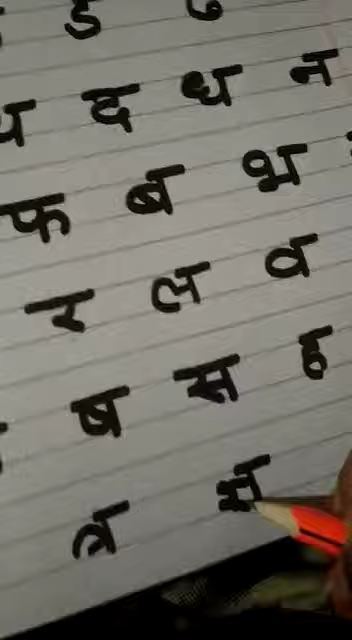 ड
द ध न
फ ब भ
र ल व
ष स ह
त्र